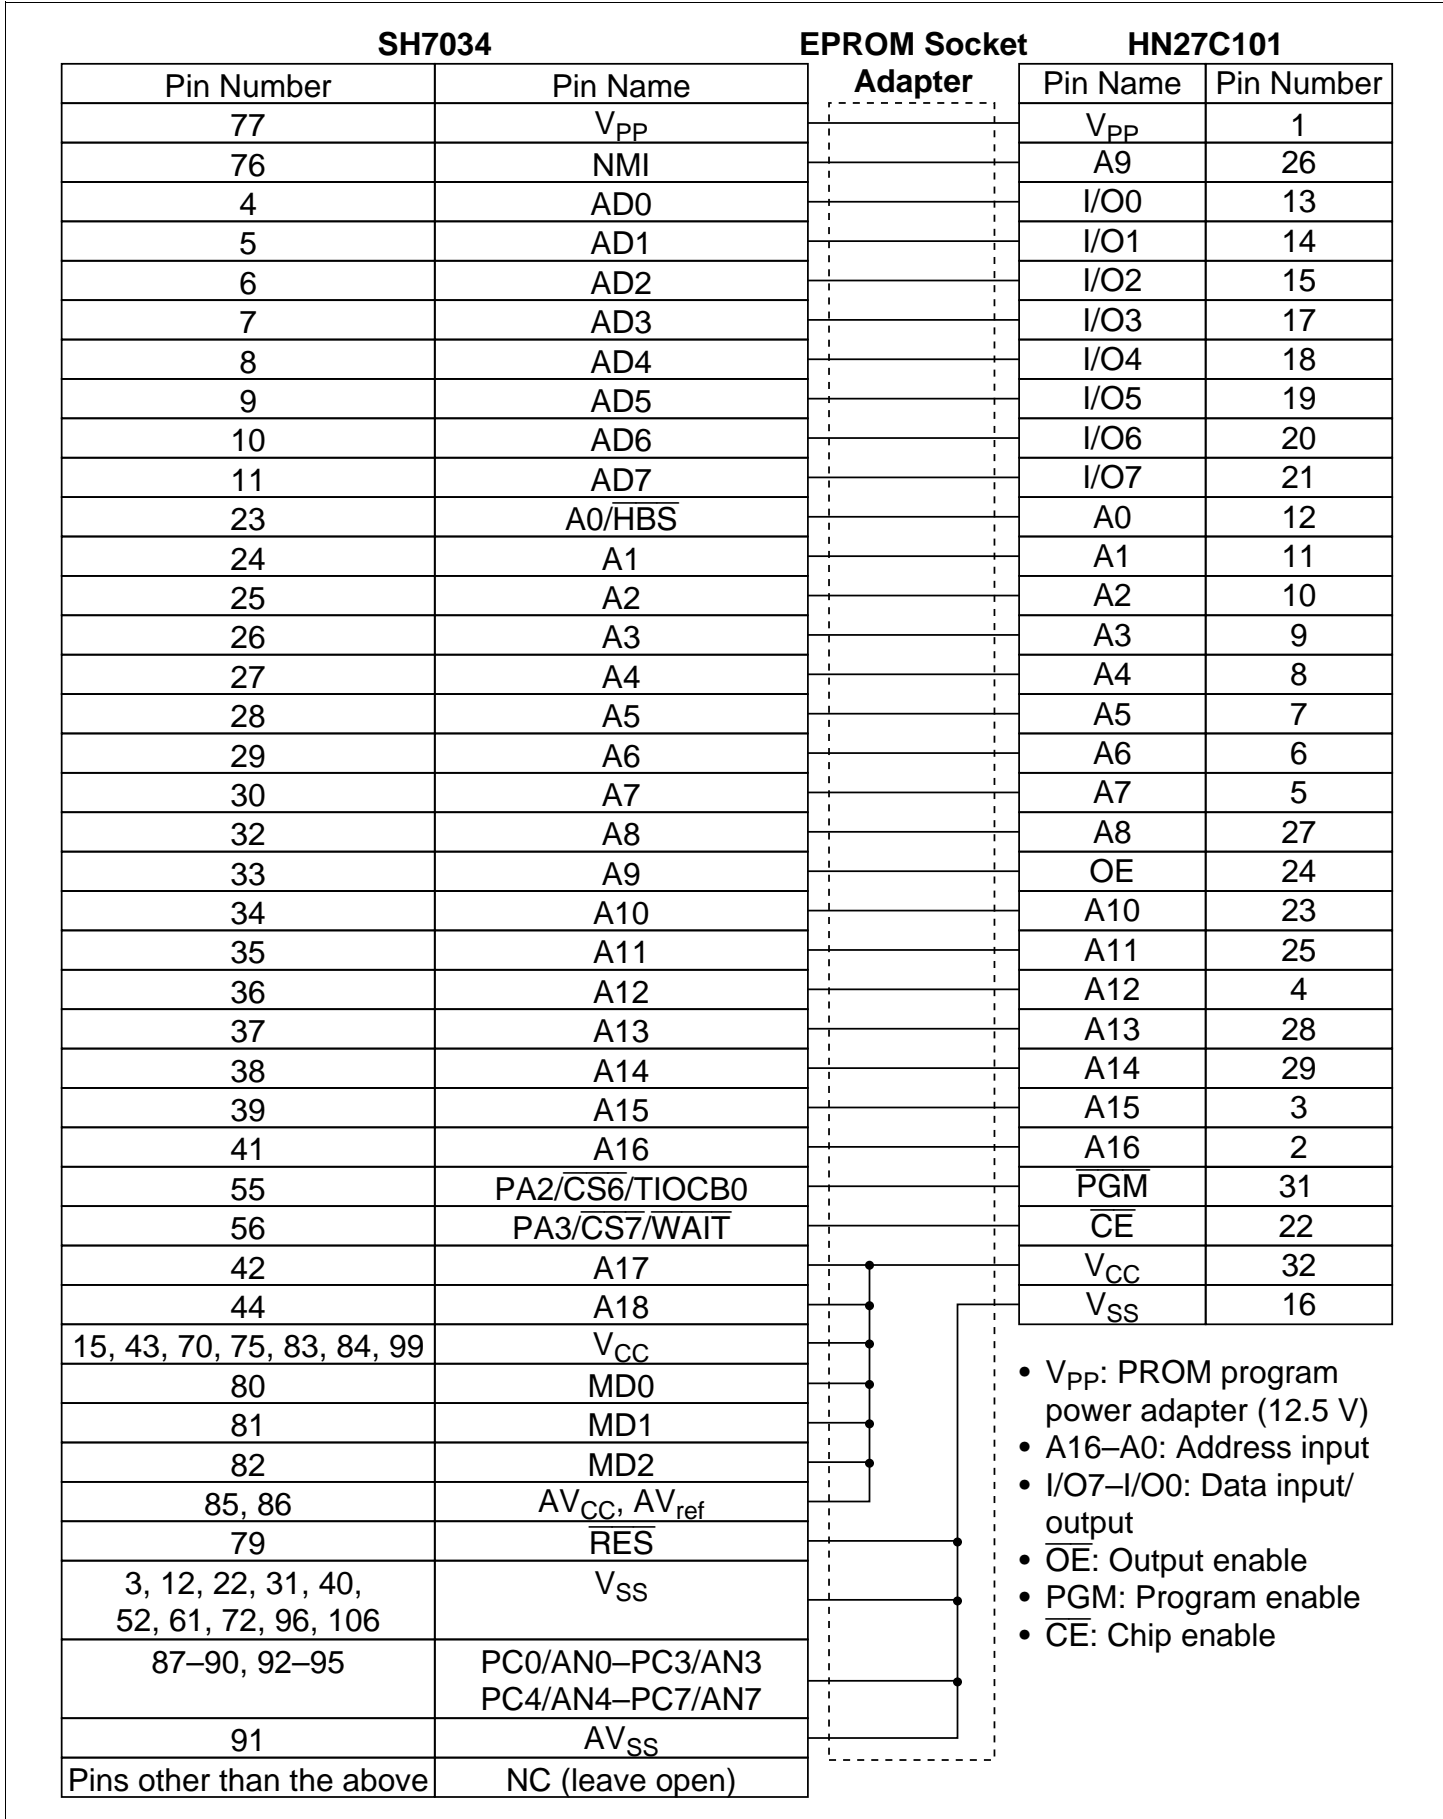 SH7034 EPROM Socket Adapter HN27C101
Pin Number Pin Name Pin Name Pin Number
77 VPP VPP 1
76 NMI A9 26
4 AD0 I/O0 13
5 AD1 I/O1 14
6 AD2 I/O2 15
7 AD3 I/O3 17
8 AD4 I/O4 18
9 AD5 I/O5 19
10 AD6 I/O6 20
11 AD7 I/O7 21
23 A0/H̅B̅S̅ A0 12
24 A1 A1 11
25 A2 A2 10
26 A3 A3 9
27 A4 A4 8
28 A5 A5 7
29 A6 A6 6
30 A7 A7 5
32 A8 A8 27
33 A9 OE 24
34 A10 A10 23
35 A11 A11 25
36 A12 A12 4
37 A13 A13 28
38 A14 A14 29
39 A15 A15 3
41 A16 A16 2
55 PA2/C̅S̅6̅/TIOCB0 P̅G̅M̅ 31
56 PA3/C̅S̅7̅/W̅A̅I̅T̅ C̅E̅ 22
42 A17 VCC 32
44 A18 VSS 16
15, 43, 70, 75, 83, 84, 99 VCC
80 MD0
81 MD1
82 MD2
85, 86 AVCC, AVref
79 R̅E̅S̅
3, 12, 22, 31, 40, VSS
52, 61, 72, 96, 106
87–90, 92–95 PC0/AN0–PC3/AN3
PC4/AN4–PC7/AN7
91 AVSS
Pins other than the above NC (leave open)
• VPP: PROM program
power adapter (12.5 V)
• A16–A0: Address input
• I/O7–I/O0: Data input/
output
• O̅E̅: Output enable
• PGM: Program enable
• C̅E̅: Chip enable